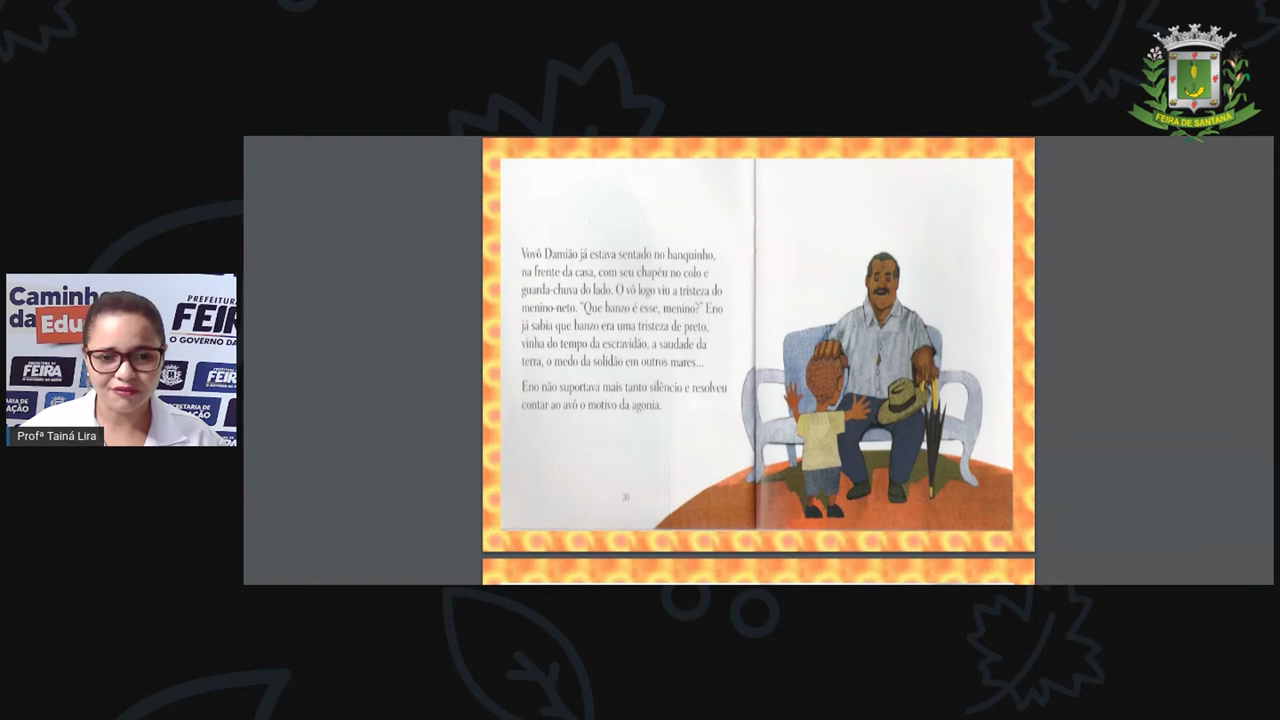 FEIRA DE SANTANA
Vovô Damião já estava sentado no banquinho,
na frente da casa, com seu chapéu no colo e
guarda-chuva do lado. O vô logo viu a tristeza do
menino-neto. "Que banzo é esse, menino?" Eno
já sabia que banzo era uma tristeza de preto,
vinha do tempo da escravidão, a saudade da
terra, o medo da solidão em outros mares...
Eno não suportava mais tanto silêncio e resolveu
contar ao avô o motivo da agonia.
20
Caminho
da Edu
PREFEITURA
FEIR
O GOVERNO DA
FEIRA
Profª Tainá Lira